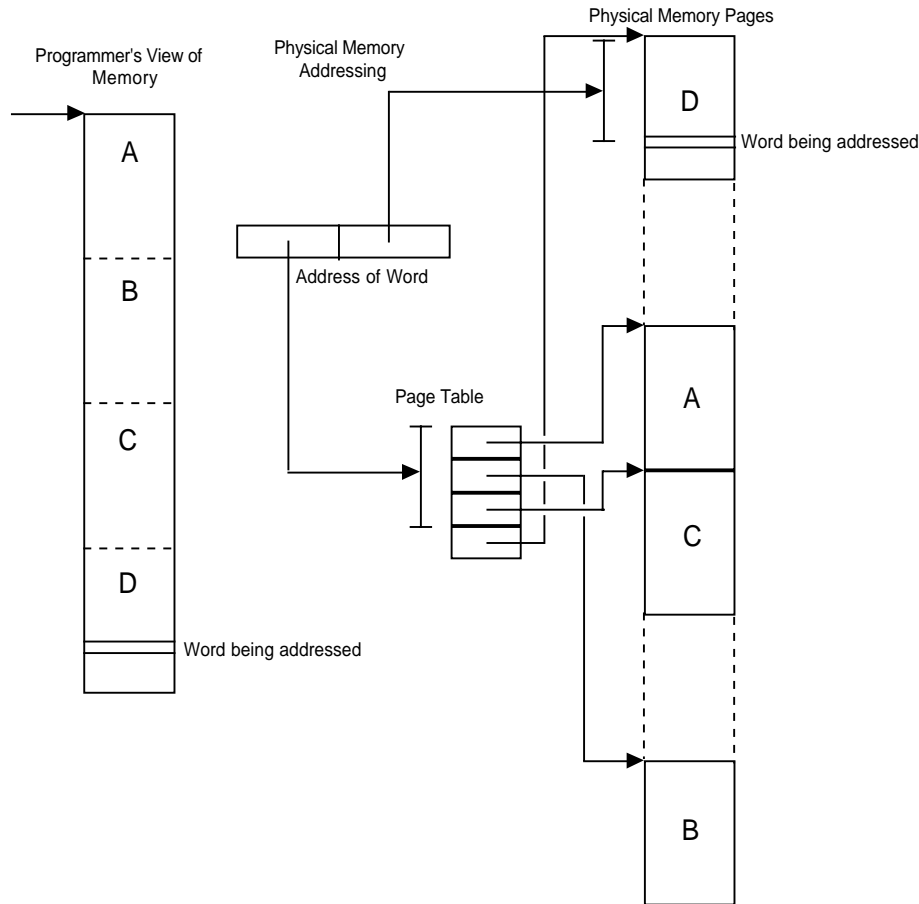 Programmer's View of
Memory
A
B
C
D
Word being addressed
Physical Memory
Addressing
Address of Word
Page Table
Physical Memory Pages
D
Word being addressed
A
C
B